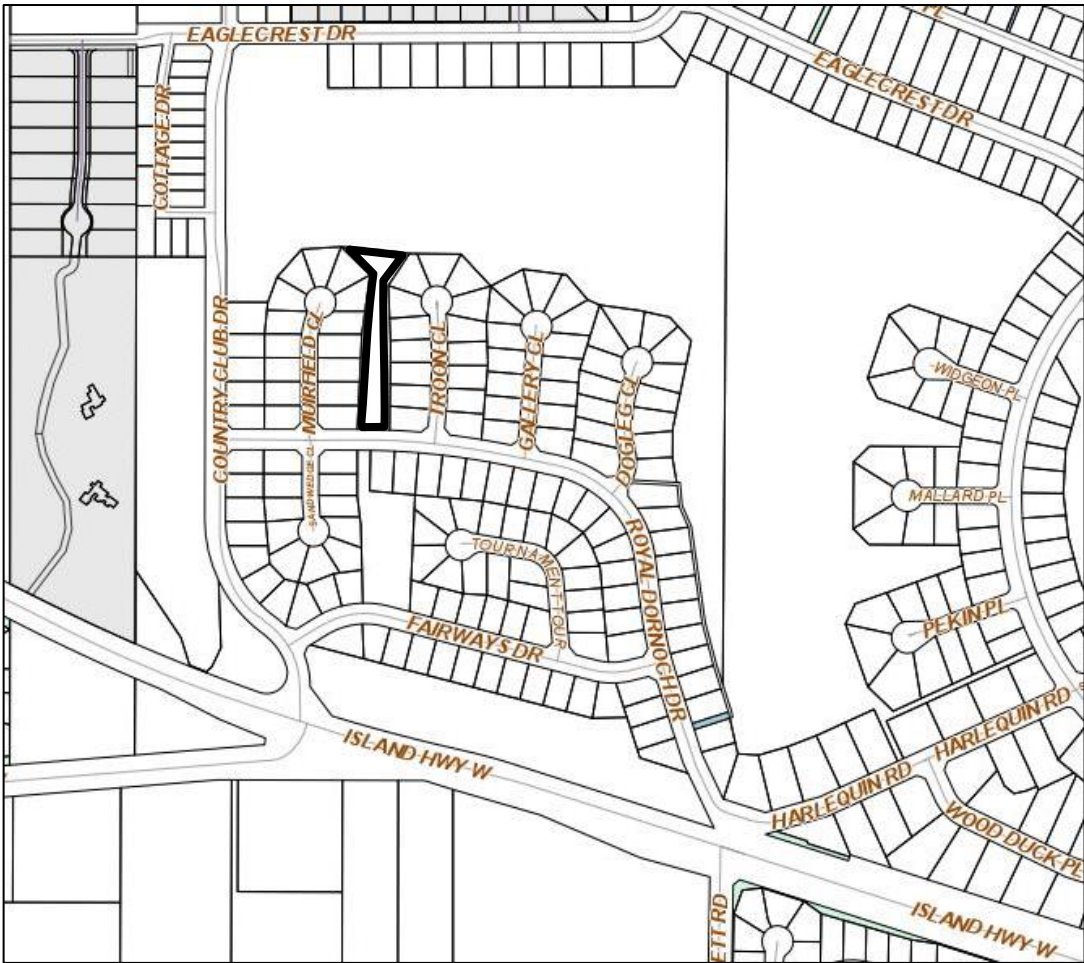 PL
EAGLECREST DR
EAGLECREST DR
COTTAGE DR
COUNTRY CLUB DR
MUIRFIELD CL
TROON CL
GALLERY CL
DOGLEG CL
WIDGEON PL
SANDWEDGE CL
MALLARD PL
TOURNAMENT TOUR
ROYAL DORNOCH DR
FAIRWAYS DR
PEKIN PL
HARLEQUIN RD
ISLAND HWY W
HARLEQUIN RD
WOOD DUCK PL
ETT RD
ISLAND HWY W